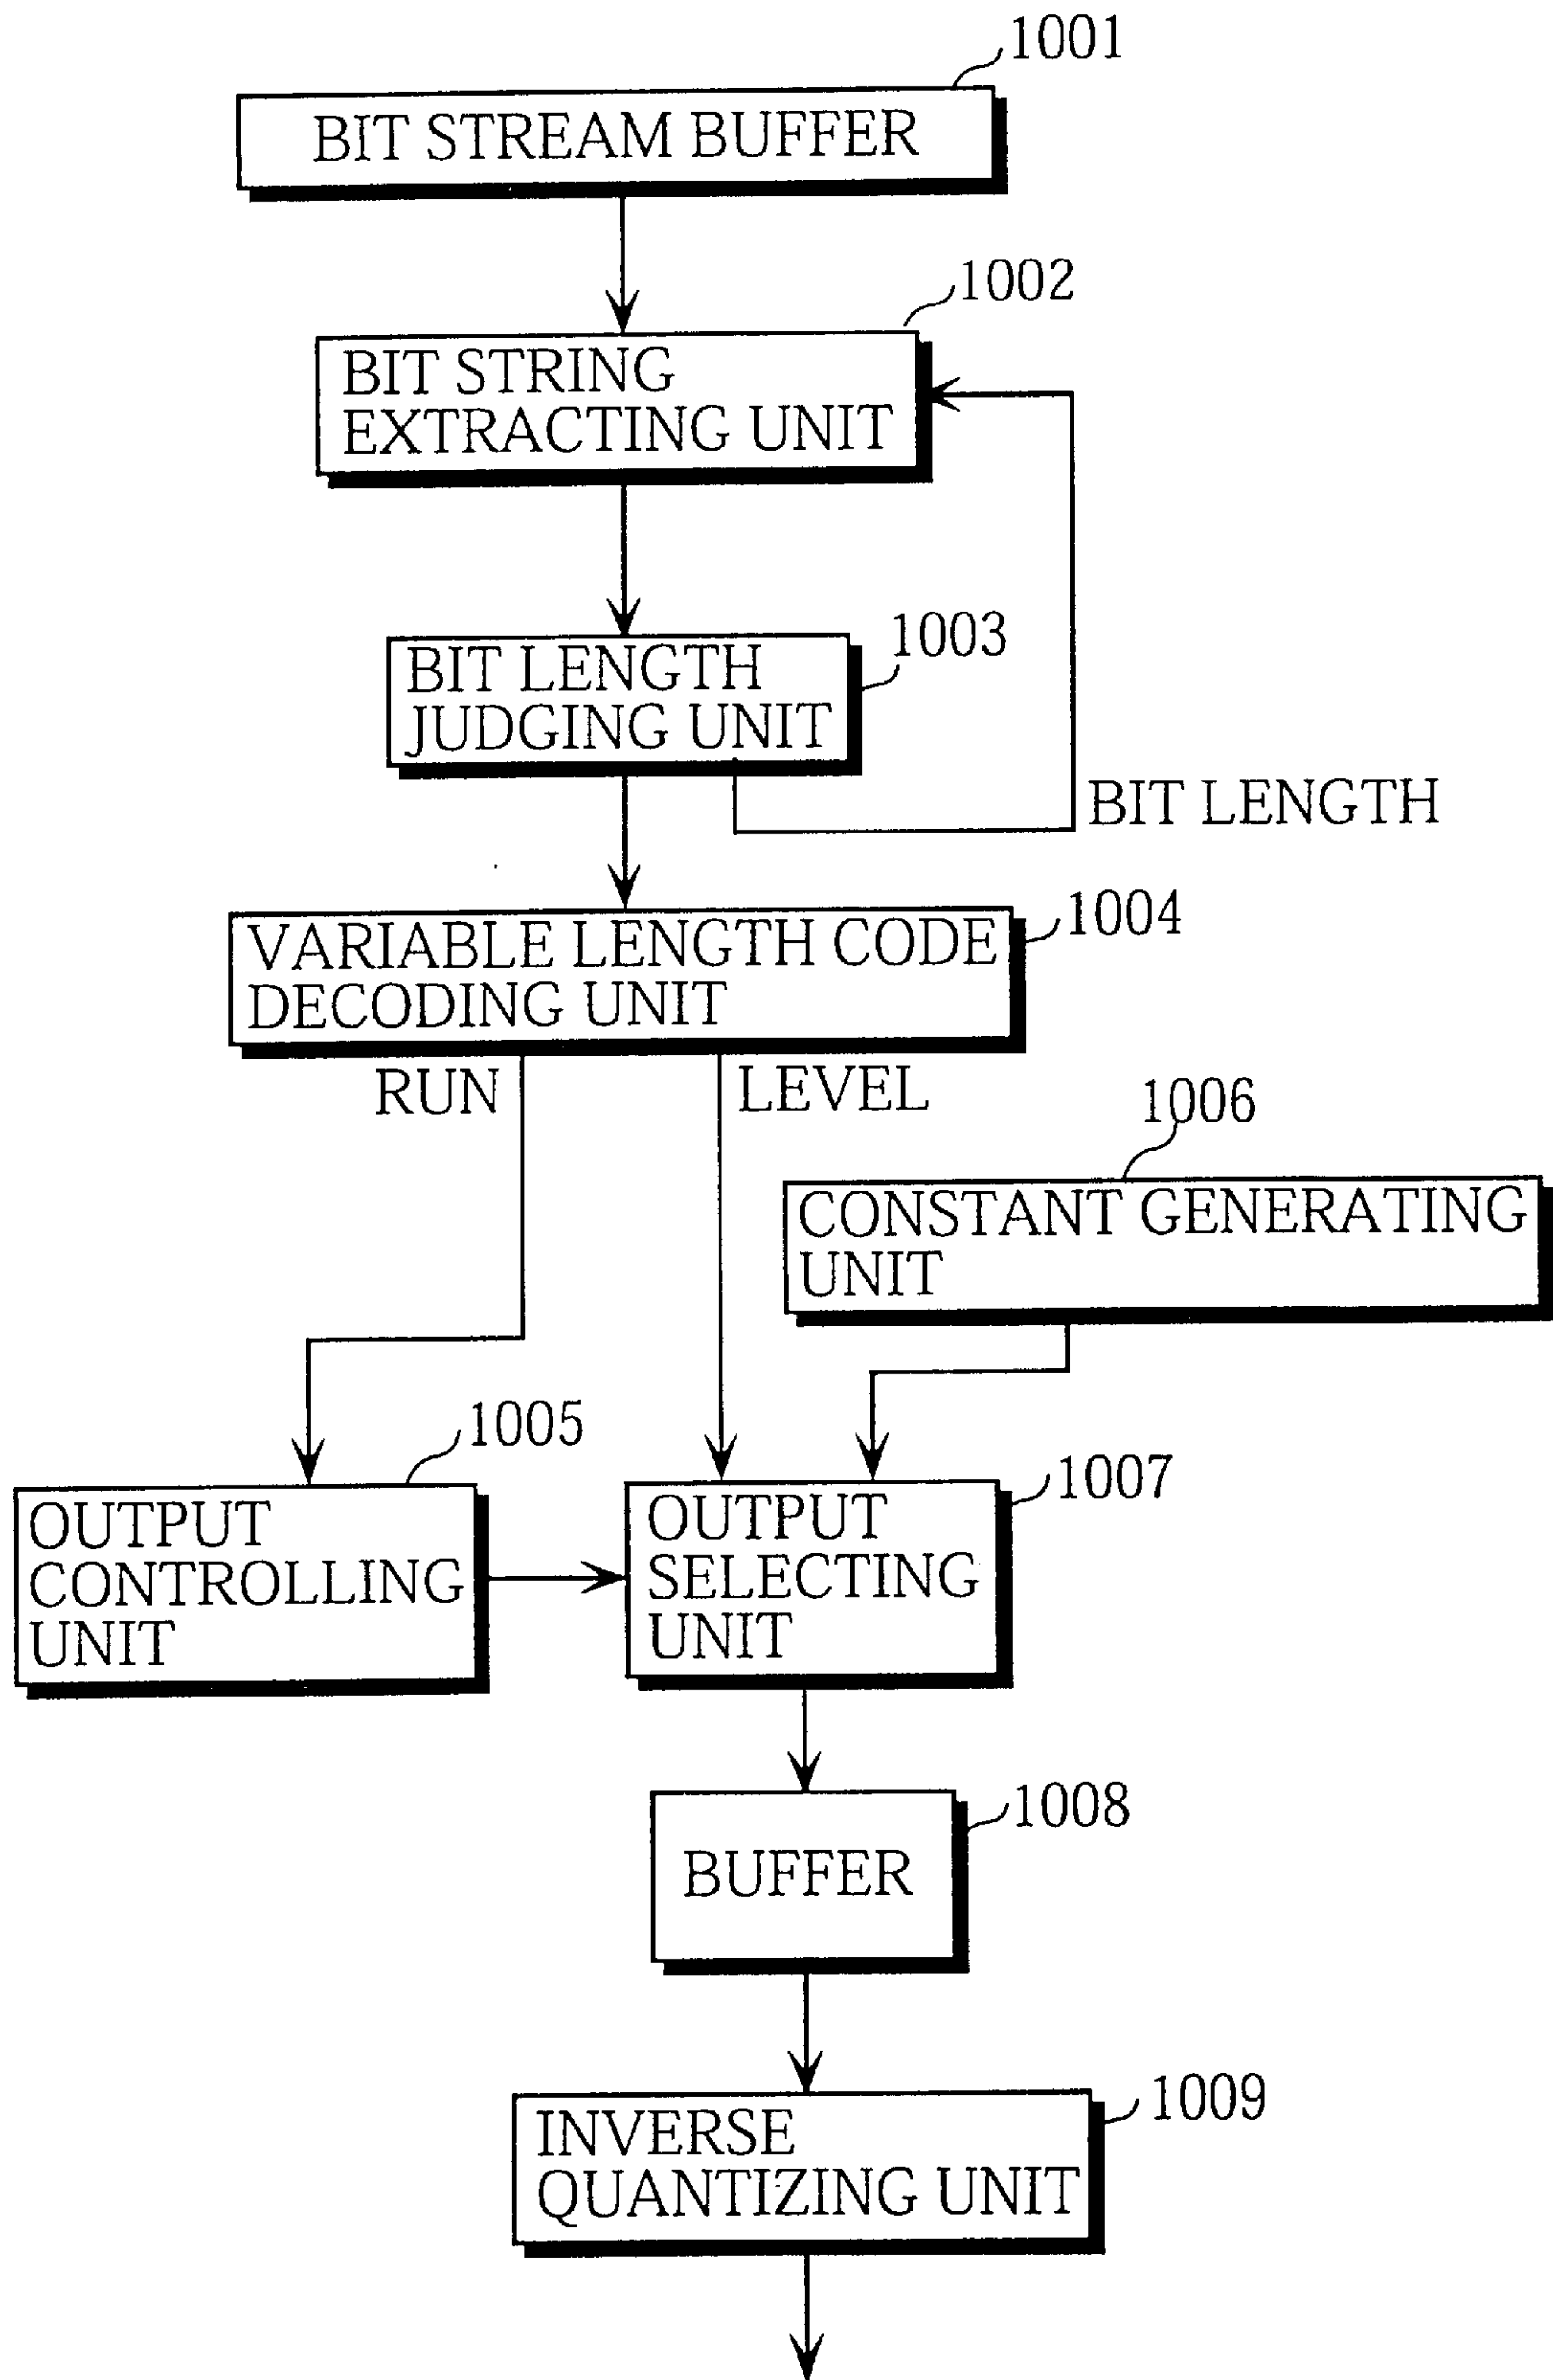 1001
BIT STREAM BUFFER
1002
BIT STRING
EXTRACTING UNIT
1003
BIT LENGTH
JUDGING UNIT
BIT LENGTH
1004
VARIABLE LENGTH CODE
DECODING UNIT
RUN
LEVEL
1006
CONSTANT GENERATING
UNIT
1005
OUTPUT
CONTROLLING
UNIT
1007
OUTPUT
SELECTING
UNIT
1008
BUFFER
1009
INVERSE
QUANTIZING UNIT